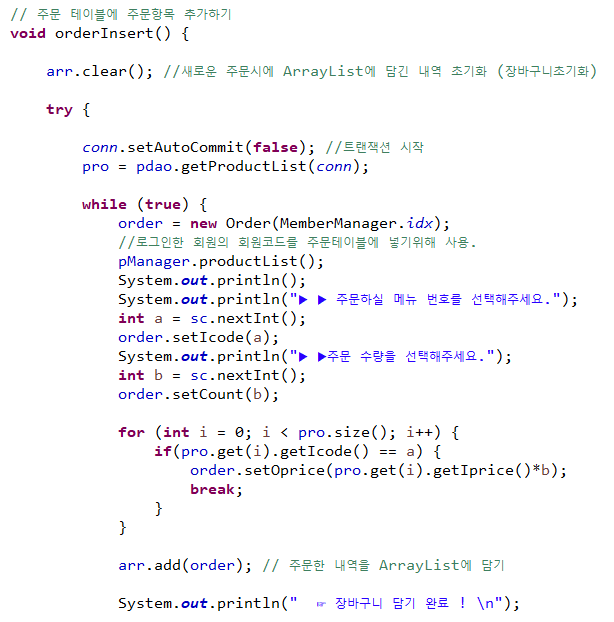 // 주문 테이블에 주문항목 추가하기
void orderInsert() {
arr.clear(); //새로운 주문시에 ArrayList에 담긴 내역 초기화 (장바구니초기화)
try {
conn.setAutoCommit(false); //트랜잭션 시작
pro = pdao.getProductList(conn);
while (true) {
order = new Order(MemberManager.idx);
//로그인한 회원의 회원코드를 주문테이블에 넣기위해 사용.
pManager.productList();
System.out.println();
System.out.println("▶ ▶ 주문하실 메뉴 번호를 선택해주세요.");
int a = sc.nextInt();
order.setIcode(a);
System.out.println("▶ ▶주문 수량을 선택해주세요.");
int b = sc.nextInt();
order.setCount(b);
for (int i = 0; i < pro.size(); i++) {
if(pro.get(i).getIcode() == a) {
order.setOprice(pro.get(i).getIprice()*b);
break;
}
}
arr.add(order); // 주문한 내역을 ArrayList에 담기
System.out.println("  ☞ 장바구니 담기 완료 ! \n");